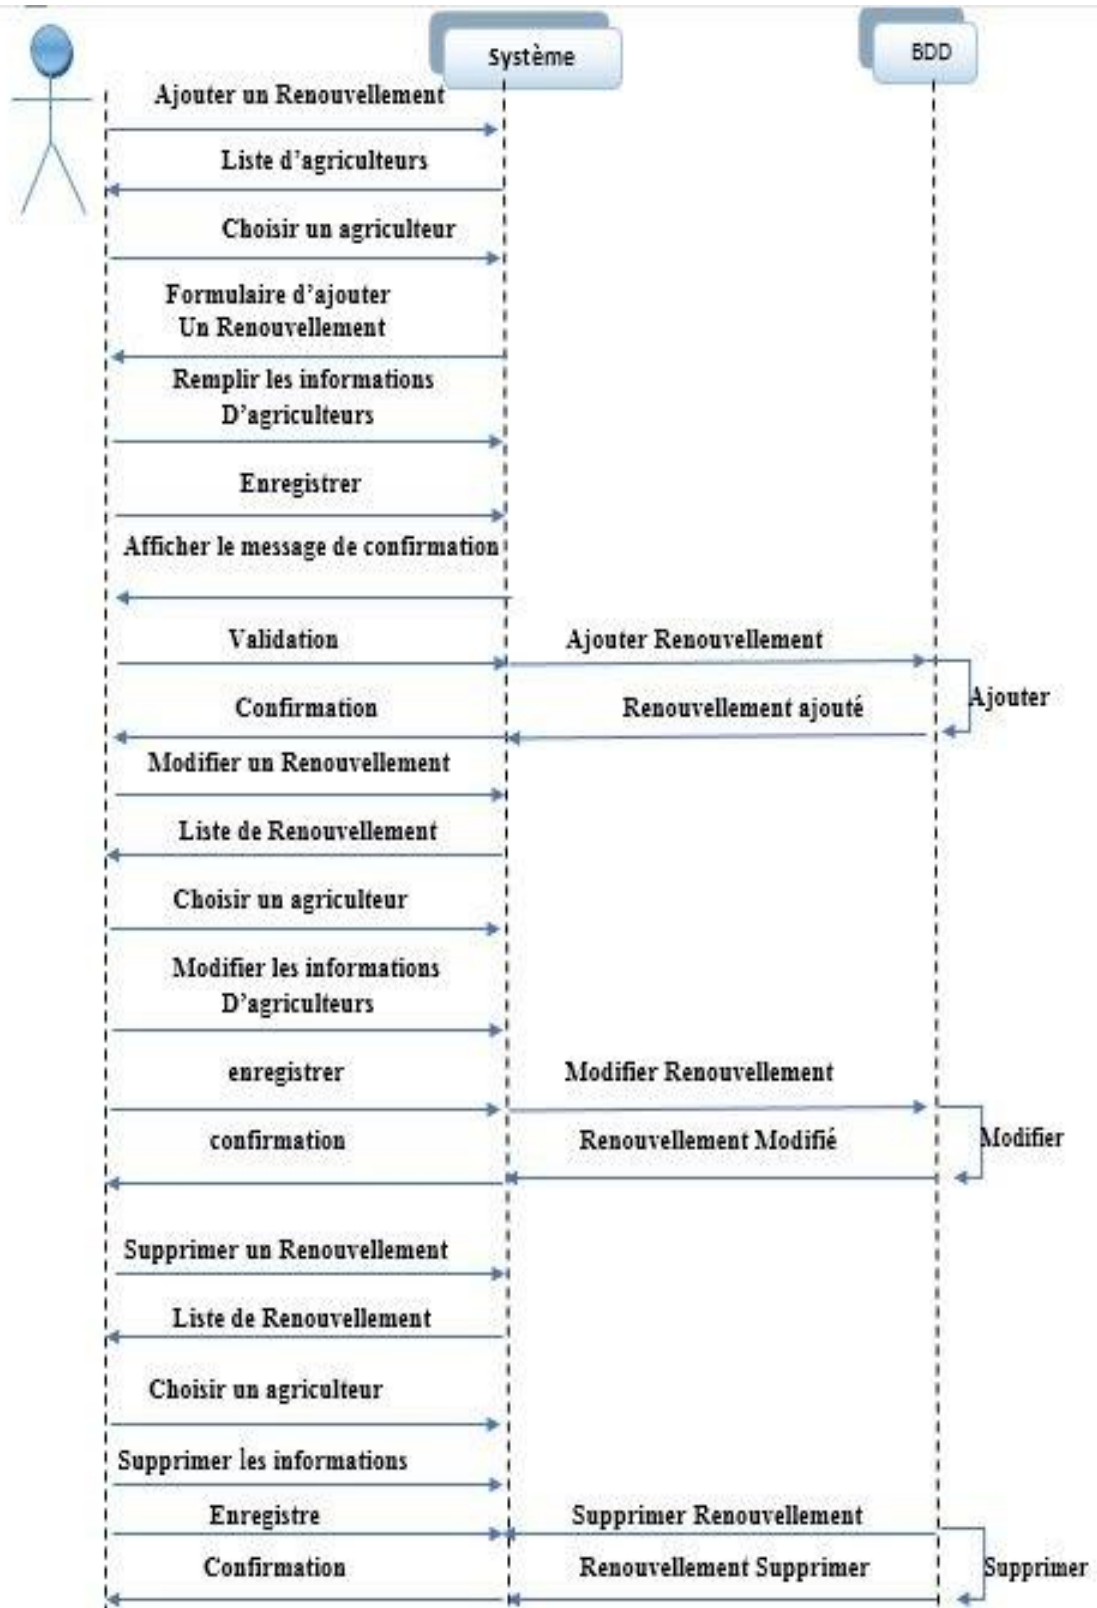 Système
BDD
Ajouter un Renouvellement
Liste d'agriculteurs
Choisir un agriculteur
Formulaire d'ajouter
Un Renouvellement
Remplir les informations
D'agriculteurs
Enregistrer
Afficher le message de confirmation
Validation
Ajouter Renouvellement
Ajouter
Confirmation
Renouvellement ajouté
Modifier un Renouvellement
Liste de Renouvellement
Choisir un agriculteur
Modifier les informations
D'agriculteurs
enregistrer
Modifier Renouvellement
Modifier
confirmation
Renouvellement Modifié
Supprimer un Renouvellement
Liste de Renouvellement
Choisir un agriculteur
Supprimer les informations
Enregistre
Supprimer Renouvellement
Confirmation
Renouvellement Supprimer
Supprimer